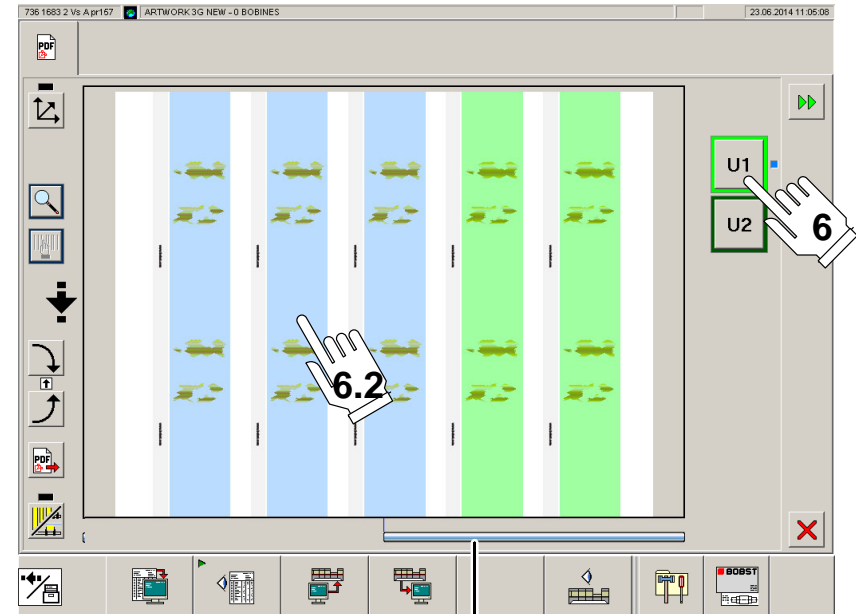 736 1683 2 Vs Apr157 ARTWORK 3G NEW - 0 BOBINES 23.06.2014 11:05:08
PDF
U1
6
U2
6.2
PDF
BOBST